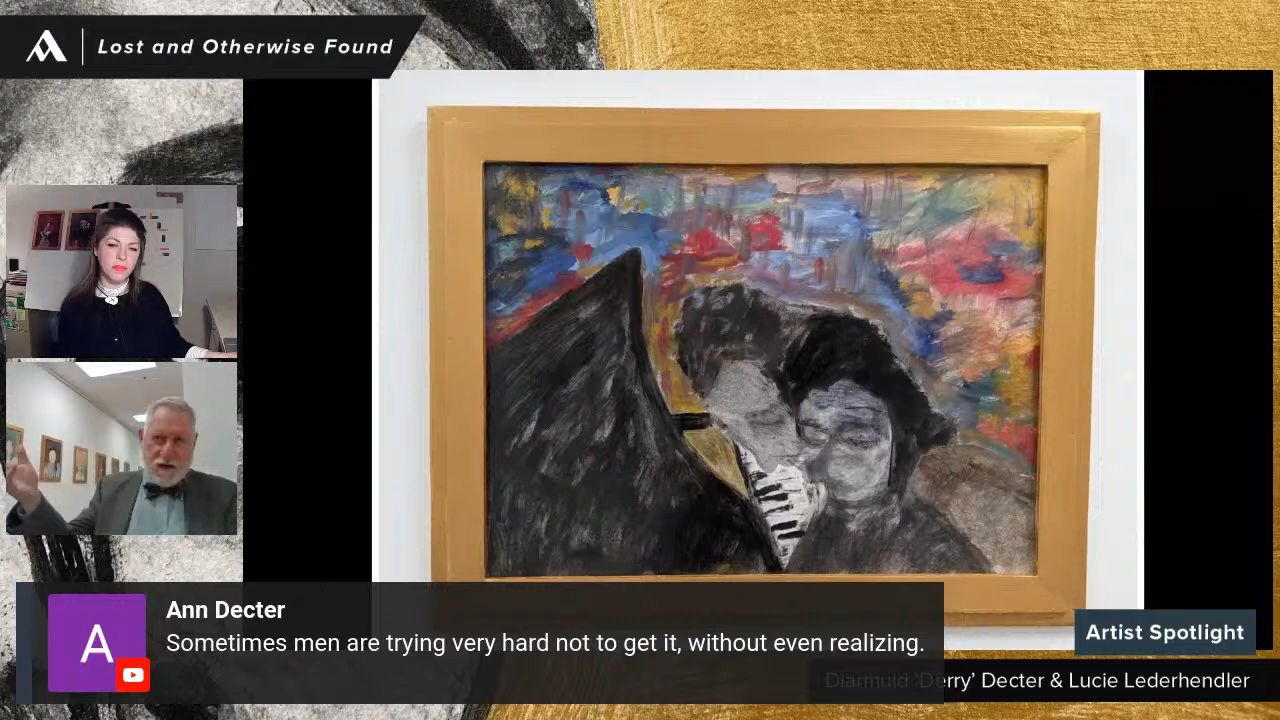 Lost and Otherwise Found
A
Ann Decter
Sometimes men are trying very hard not to get it, without even realizing.
Artist Spotlight
Diarmuid 'Derry' Decter & Lucie Lederhendler